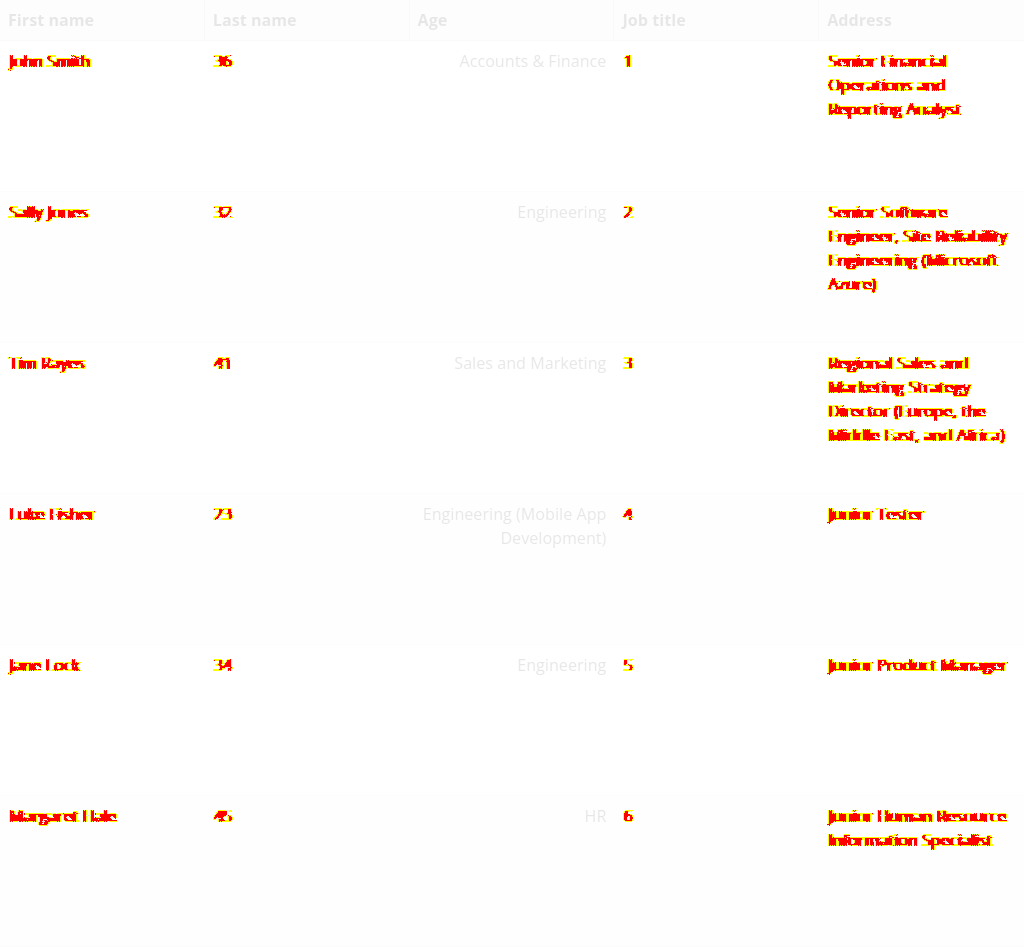 First name Last name Age Job title Address
John Smith 36 Accounts & Finance 1 Senior Financial
Operations and
Reporting Analyst
Sally Jones 32 Engineering 2 Senior Software
Engineer, Site Reliability
Engineering (Microsoft
Azure)
Tim Rayes 41 Sales and Marketing 3 Regional Sales and
Marketing Strategy
Director (Europe, the
Middle East, and Africa)
Luke Fisher 23 Engineering (Mobile App 4 Junior Tester
Development)
Jane Lock 34 Engineering 5 Junior Product Manager
Margaret Hale 45 HR 6 Junior Human Resource
Information Specialist